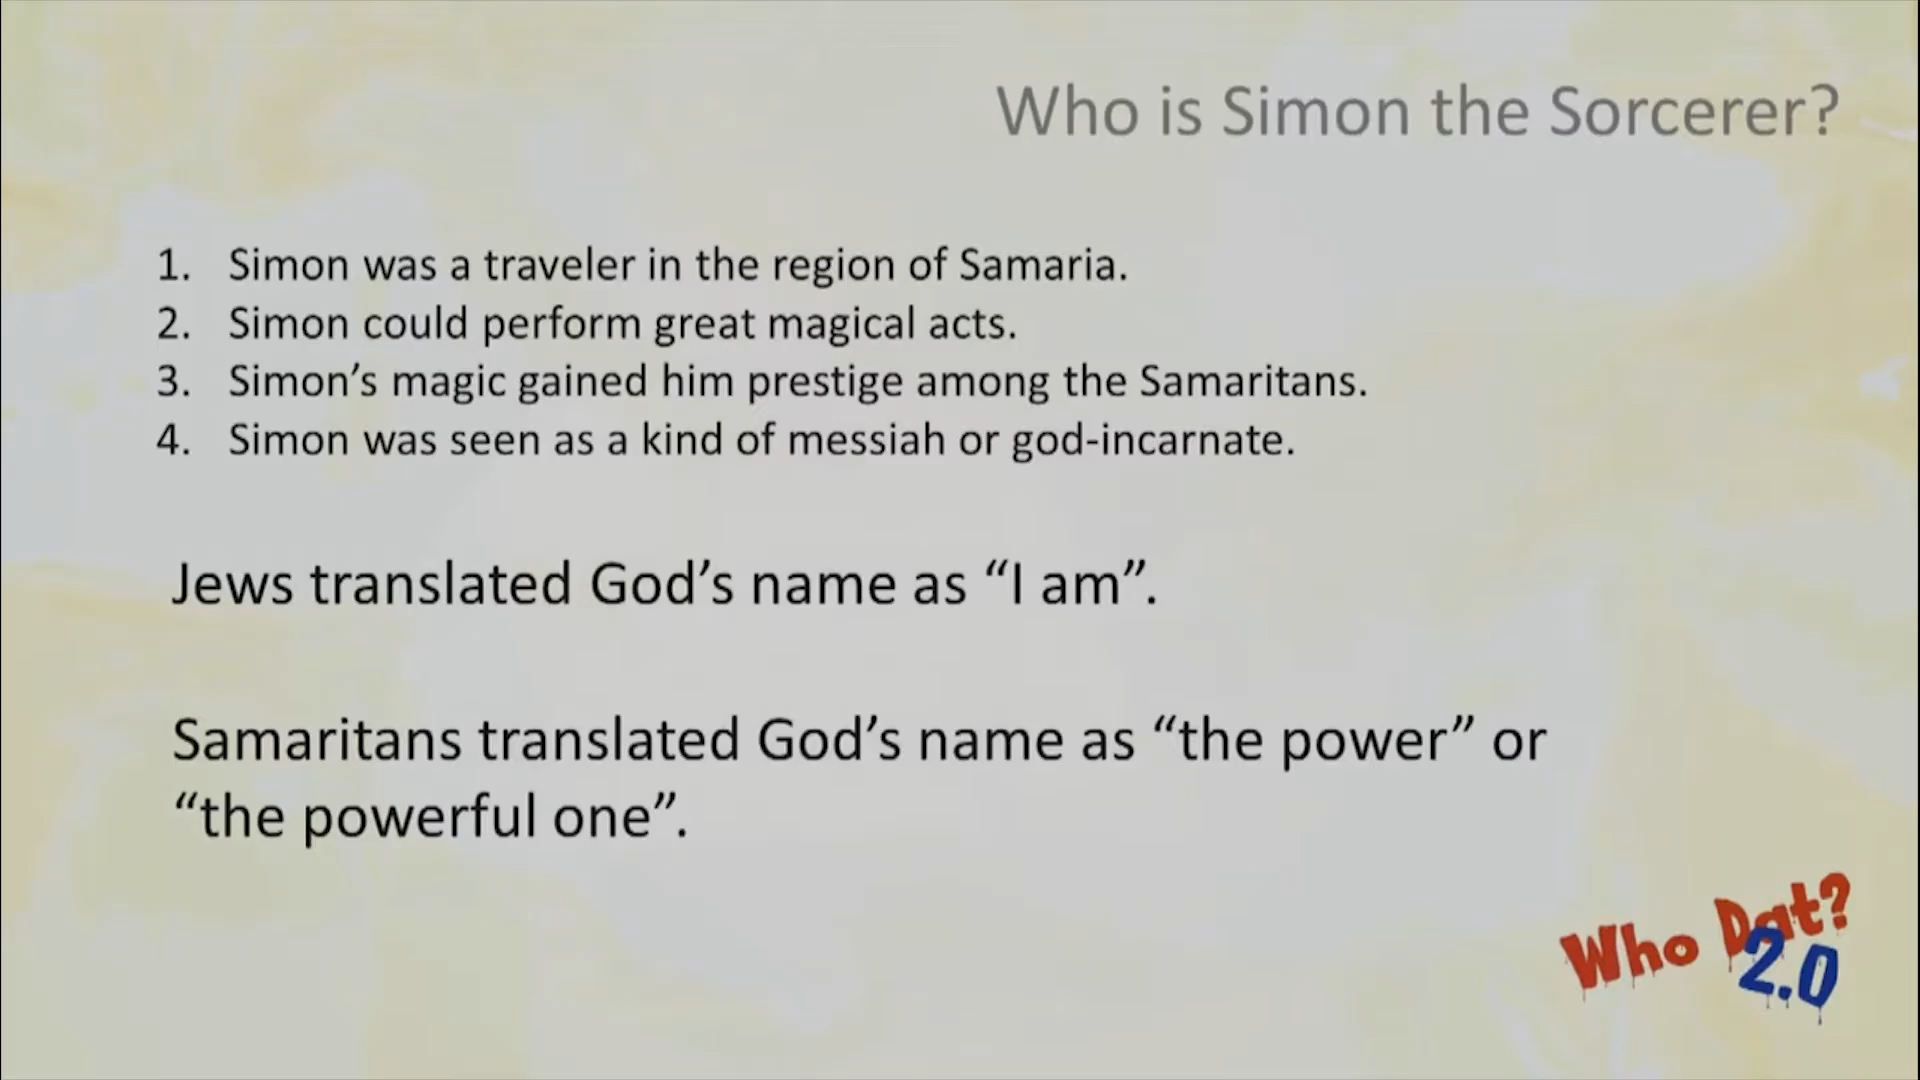 Who is Simon the Sorcerer?
1. Simon was a traveler in the region of Samaria.
2. Simon could perform great magical acts.
3. Simon’s magic gained him prestige among the Samaritans.
4. Simon was seen as a kind of messiah or god-incarnate.
Jews translated God’s name as “I am”.
Samaritans translated God’s name as “the power” or
“the powerful one”.
Who Dat?
2.0